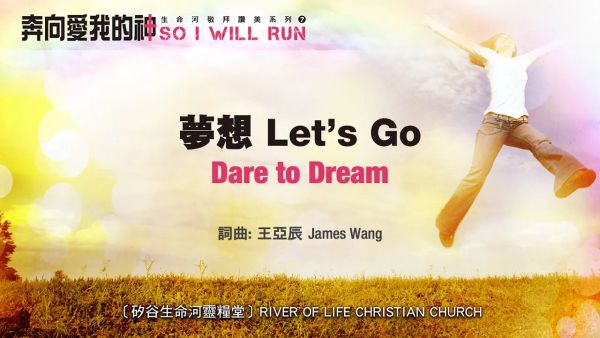 生命河敬拜讚美系列7
奔向愛我的神 SO I WILL RUN
夢想 Let's Go
Dare to Dream
詞曲: 王亞辰 James Wang
〔矽谷生命河靈糧堂〕RIVER OF LIFE CHRISTIAN CHURCH